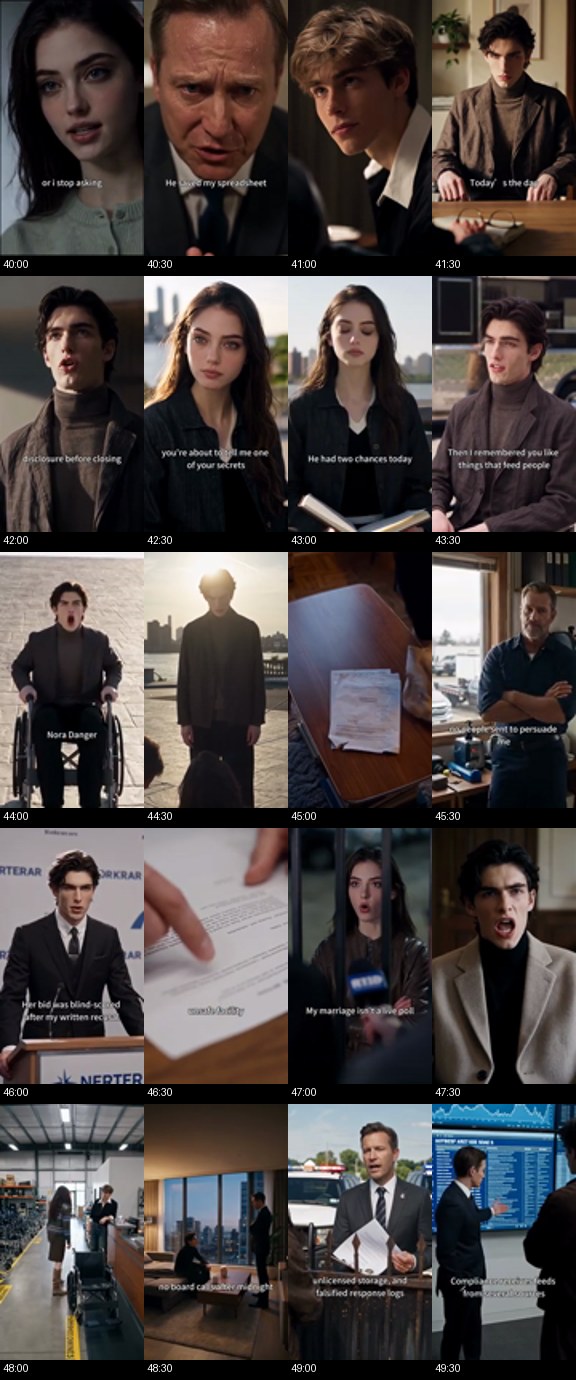 or i stop asking
He saved my spreadsheet
Today's the day
40:00
40:30
41:00
41:30
disclosure before closing
you're about to tell me one
of your secrets
He had two chances today
Then I remembered you like
things that feed people
42:00
42:30
43:00
43:30
Nora Danger
no people sent to persuade
me
44:00
44:30
45:00
45:30
RTERAR
ORKRAR
Her bid was blind-scored
after my written
NERTERAR
unsafe facility
My marriage isn't a live poll
46:00
46:30
47:00
47:30
no board call after midnight
unlicensed storage, and
falsified response logs
Compliance receives feeds
from several sources
48:00
48:30
49:00
49:30